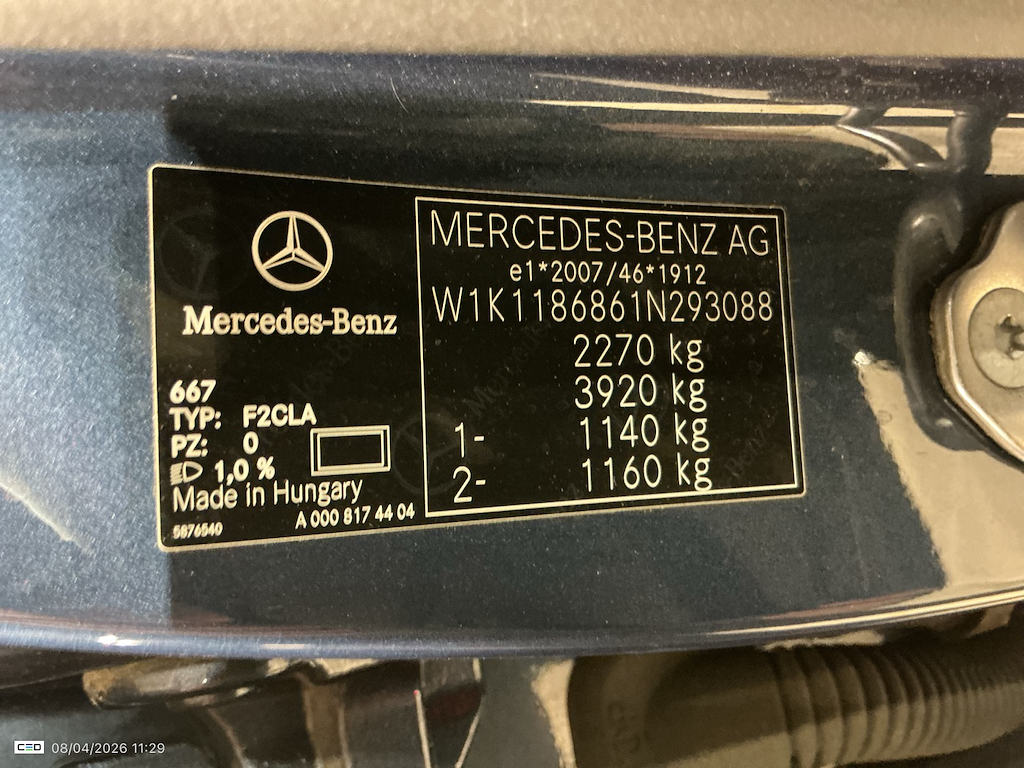 Mercedes-Benz
667
TYP: F2CLA
PZ: 0
1,0 %
Made in Hungary
5876540
A 000 817 44 04
MERCEDES-BENZ AG
e1*2007/46*1912
W1K1186861N293088
2270 kg
3920 kg
1- 1140 kg
2- 1160 kg
CEO 08/04/2026 11:29